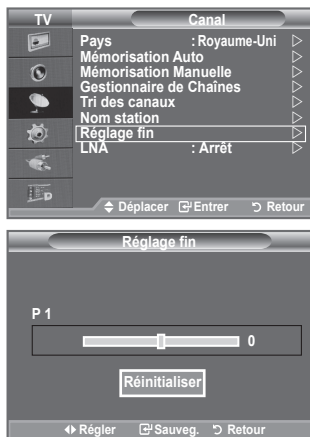 TV Canal
Pays : Royaume-Uni
Mémorisation Auto
Mémorisation Manuelle
Gestionnaire de Chaînes
Tri des canaux
Nom station
Réglage fin
LNA : Arrêt
Déplacer Entrer Retour
Réglage fin
P 1
0
Réinitialiser
Régler Sauveg. Retour